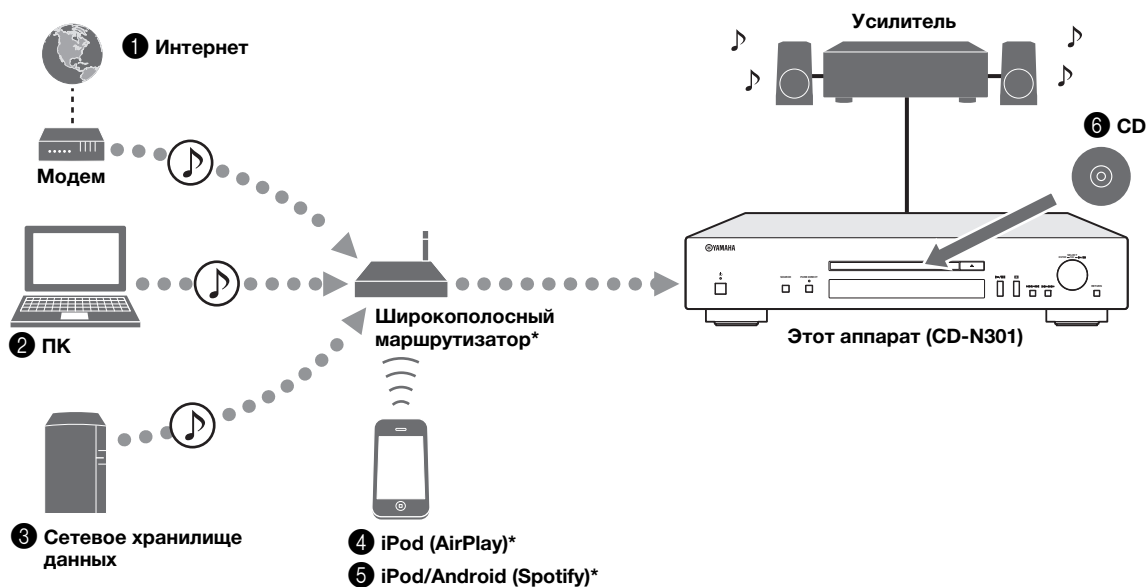 ❶ Интернет
Модем
❷ ПК
❸ Сетевое хранилище
данных
Широкополосный
маршрутизатор*
❹ iPod (AirPlay)*
❺ iPod/Android (Spotify)*
Усилитель
❻ CD
YAMAHA
Этот аппарат (CD-N301)